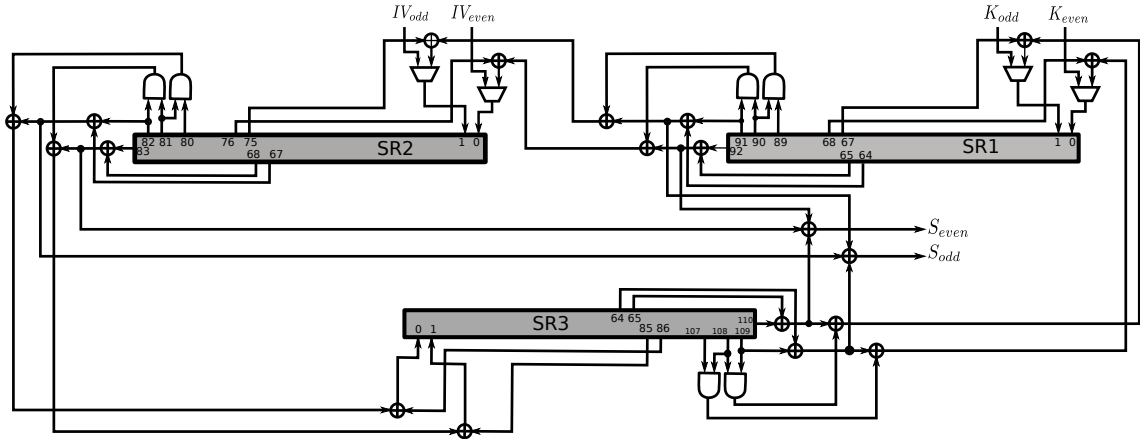 IV_odd IV_even K_odd K_even
82 81 80 76 75 1 0
83 SR2
68 67
91 90 89 68 67 1 0
92 SR1
65 64
S_even
S_odd
64 65 110
0 1 SR3 85 86 107 108 109